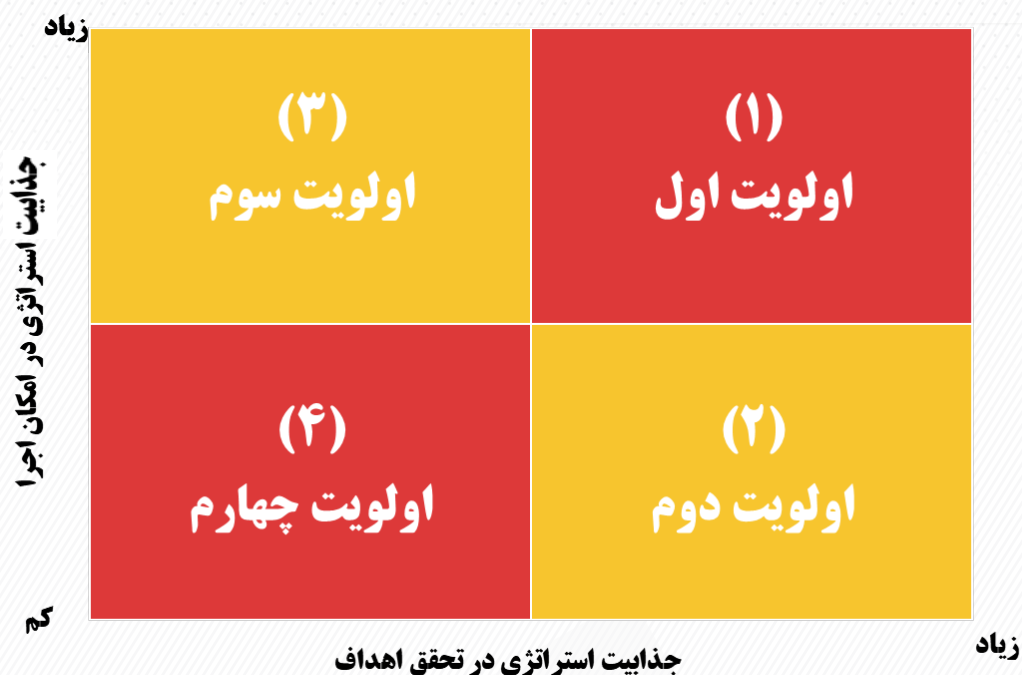 زیاد
(۱)
اولویت اول
(۳)
اولویت سوم
جذابیت استراتژی در امکان اجرا
(۲)
اولویت دوم
(۴)
اولویت چهارم
کم
زیاد
جذابیت استراتژی در تحقق اهداف